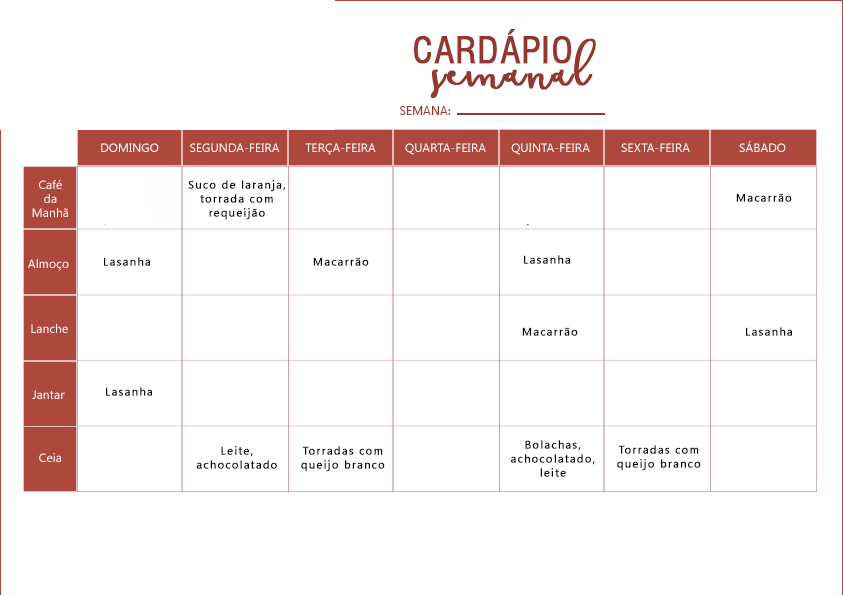 CARDÁPIO
semanal
SEMANA:
DOMINGO SEGUNDA-FEIRA TERÇA-FEIRA QUARTA-FEIRA QUINTA-FEIRA SEXTA-FEIRA SÁBADO
Café
da
Manhã
Suco de laranja,
torrada com
requeijão
Macarrão
Almoço
Lasanha
Macarrão
Lasanha
Lanche
Macarrão
Lasanha
Jantar
Lasanha
Ceia
Leite,
achocolatado
Torradas com
queijo branco
Bolachas,
achocolatado,
leite
Torradas com
queijo branco